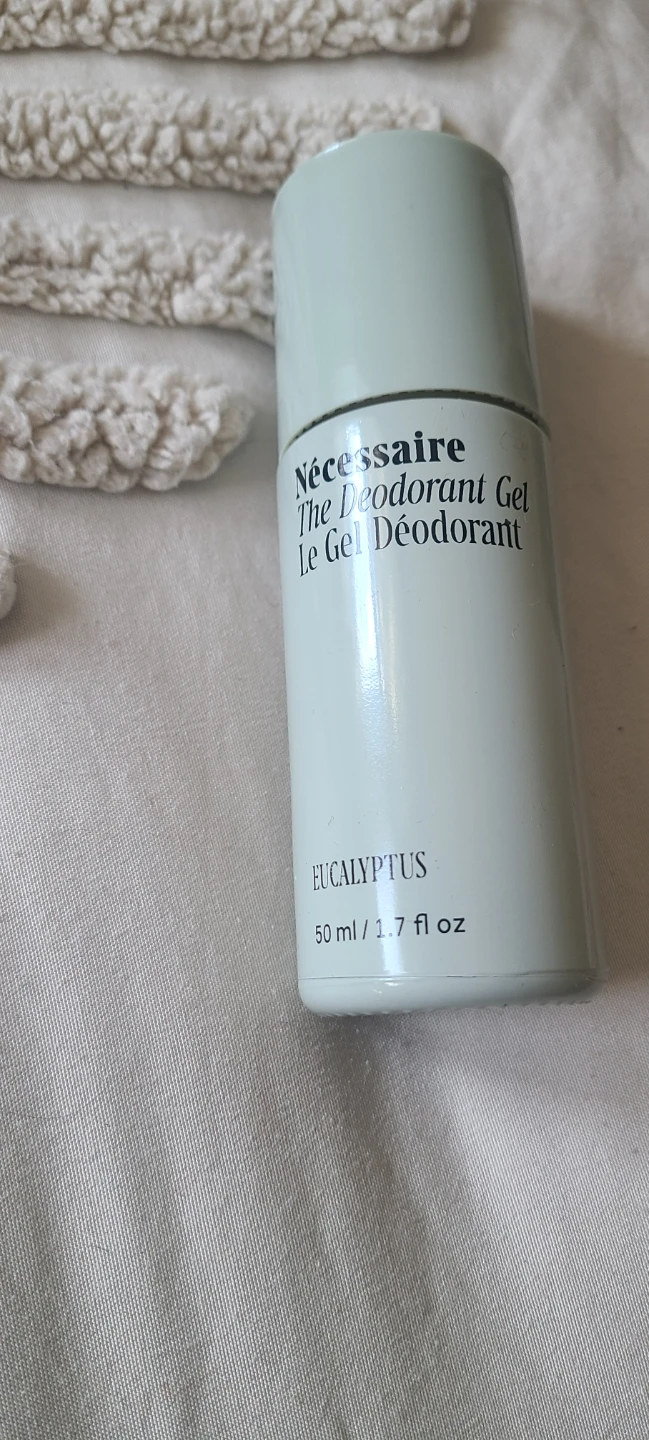 Nécessaire
The Deodorant Gel
Le Gel Déodorant
EUCALYPTUS
50 ml / 1.7 fl oz